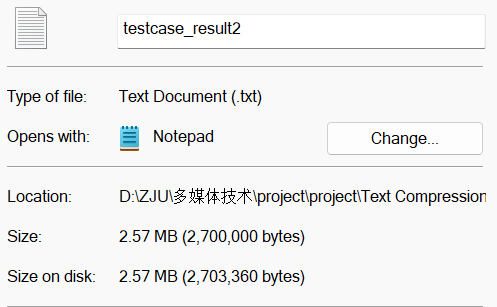 testcase_result2
Type of file: Text Document (.txt)
Opens with: Notepad Change...
Location: D:\ZJU\多媒体技术\project\project\Text Compression
Size: 2.57 MB (2,700,000 bytes)
Size on disk: 2.57 MB (2,703,360 bytes)